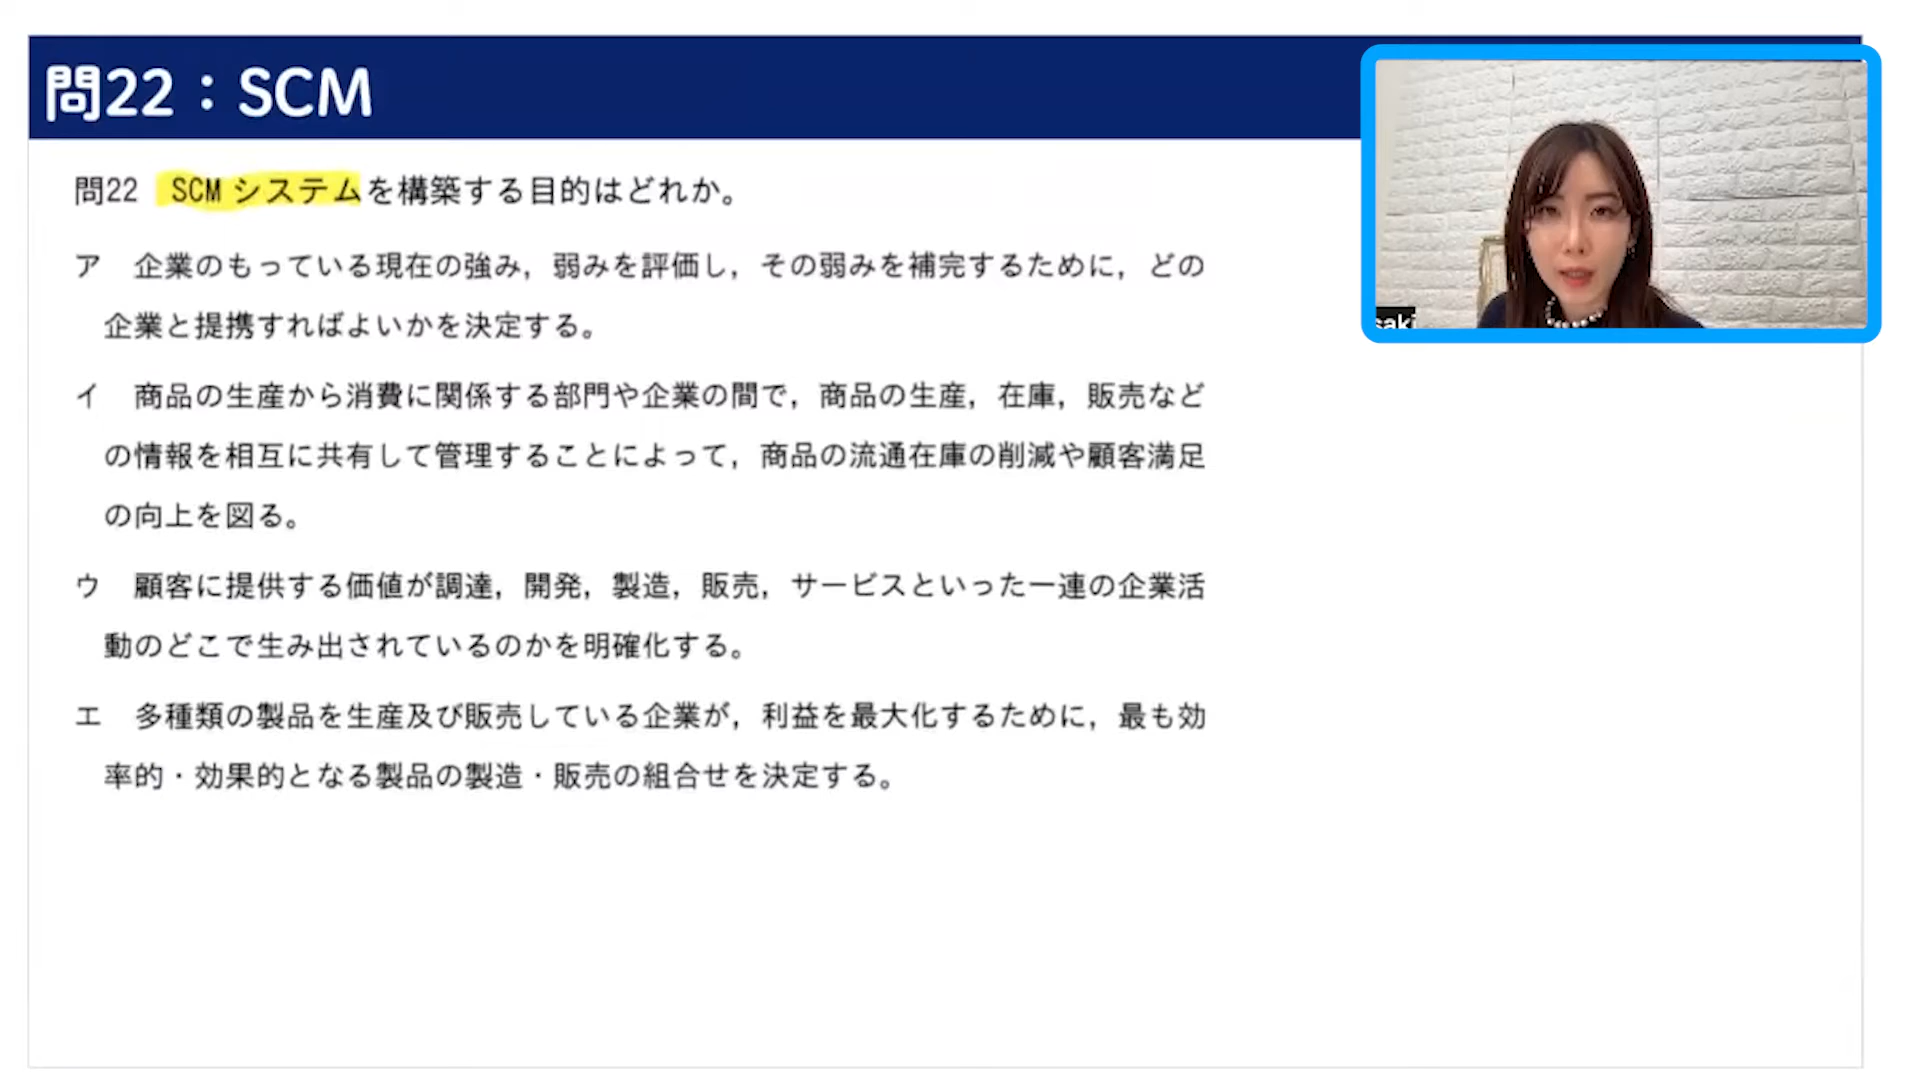 問22：SCM
問22 SCM システムを構築する目的はどれか。
ア 企業のもっている現在の強み，弱みを評価し，その弱みを補完するために，どの
企業と提携すればよいかを決定する。
イ 商品の生産から消費に関係する部門や企業の間で，商品の生産，在庫，販売など
の情報を相互に共有して管理することによって，商品の流通在庫の削減や顧客満足
の向上を図る。
ウ 顧客に提供する価値が調達，開発，製造，販売，サービスといった一連の企業活
動のどこで生み出されているのかを明確化する。
エ 多種類の製品を生産及び販売している企業が，利益を最大化するために，最も効
率的・効果的となる製品の製造・販売の組合せを決定する。
saki